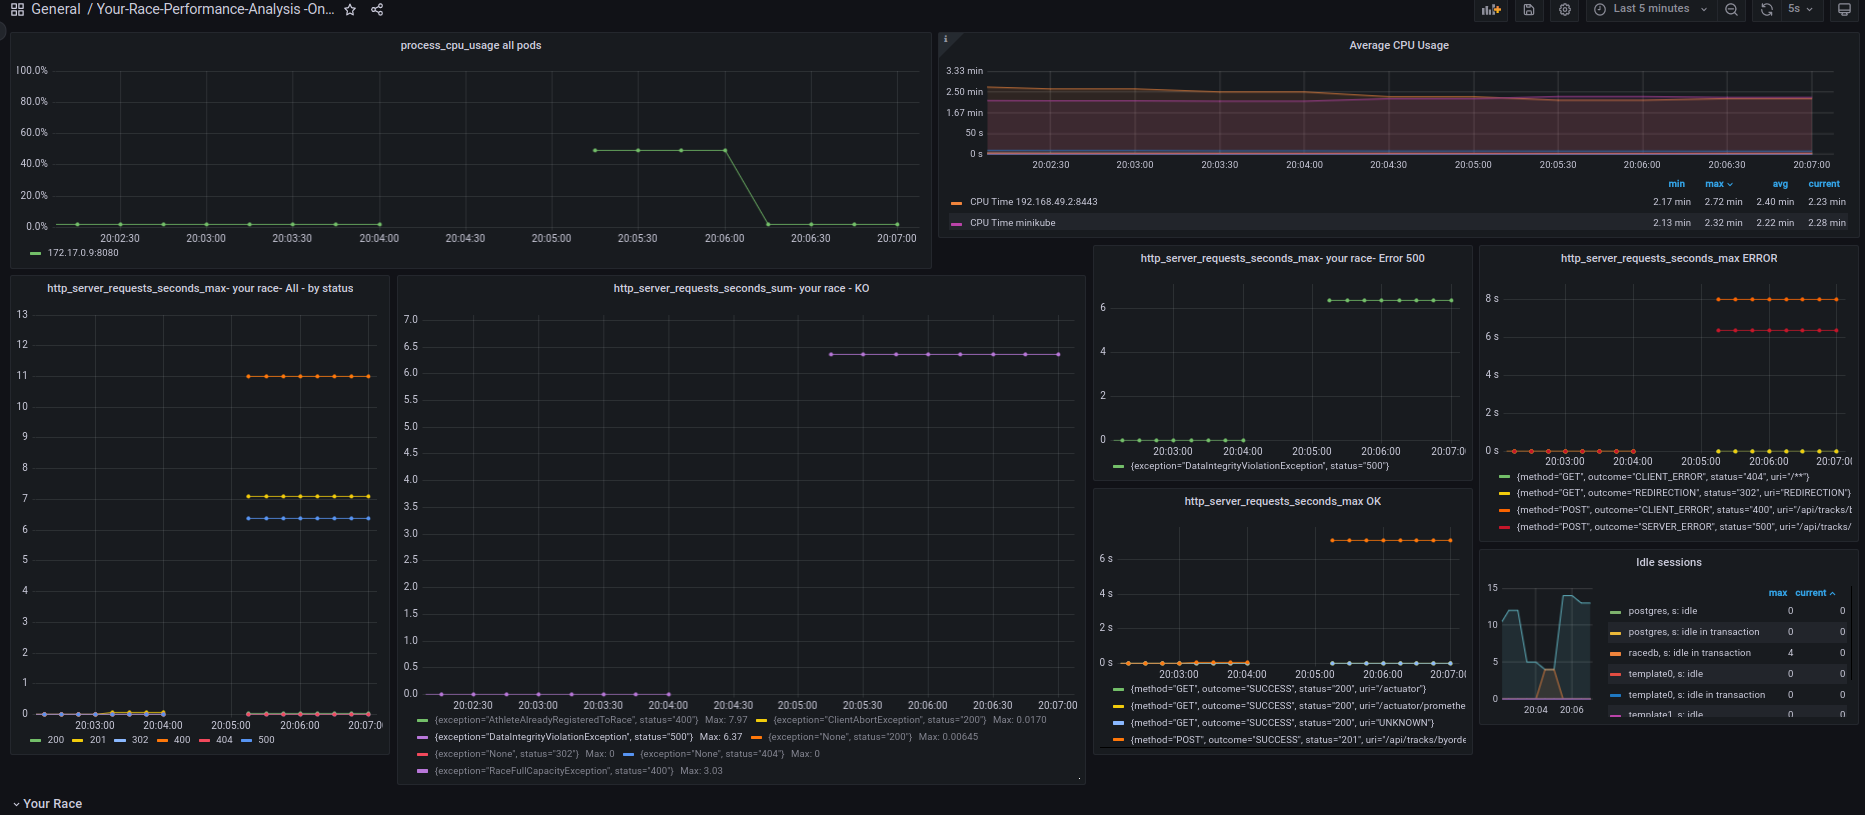 General / Your-Race-Performance-Analysis -On...
Last 5 minutes
5s
process_cpu_usage all pods
100.0%
80.0%
60.0%
40.0%
20.0%
0.0%
20:02:30 20:03:00 20:03:30 20:04:00 20:04:30 20:05:00 20:05:30 20:06:00 20:06:30 20:07:00
172.17.0.9:8080
i
Average CPU Usage
3.33 min
2.50 min
1.67 min
50 s
0 s
20:02:30 20:03:00 20:03:30 20:04:00 20:04:30 20:05:00 20:05:30 20:06:00 20:06:30 20:07:00
min max avg current
CPU Time 192.168.49.2:8443 2.17 min 2.72 min 2.40 min 2.23 min
CPU Time minikube 2.13 min 2.32 min 2.22 min 2.28 min
http_server_requests_seconds_max- your race- All - by status
13
12
11
10
9
8
7
6
5
4
3
2
1
0
20:03:00 20:04:00 20:05:00 20:06:00 20:07:00
200 201 302 400 404 500
http_server_requests_seconds_sum- your race - KO
7.0
6.5
6.0
5.5
5.0
4.5
4.0
3.5
3.0
2.5
2.0
1.5
1.0
0.5
0.0
20:02:30 20:03:00 20:03:30 20:04:00 20:04:30 20:05:00 20:05:30 20:06:00 20:06:30 20:07:00
{exception="AthleteAlreadyRegisteredToRace", status="400"} Max: 7.97 {exception="ClientAbortException", status="200"} Max: 0.0170
{exception="DataIntegrityViolationException", status="500"} Max: 6.37 {exception="None", status="200"} Max: 0.00645
{exception="None", status="302"} Max: 0 {exception="None", status="404"} Max: 0
{exception="RaceFullCapacityException", status="400"} Max: 3.03
http_server_requests_seconds_max- your race- Error 500
6
4
2
0
20:03:00 20:04:00 20:05:00 20:06:00 20:07:0
{exception="DataIntegrityViolationException", status="500"}
http_server_requests_seconds_max ERROR
8 s
6 s
4 s
2 s
0 s
20:03:00 20:04:00 20:05:00 20:06:00 20:07:0
{method="GET", outcome="CLIENT_ERROR", status="404", uri="/**"}
{method="GET", outcome="REDIRECTION", status="302", uri="REDIRECTION"}
{method="POST", outcome="CLIENT_ERROR", status="400", uri="/api/tracks/b
{method="POST", outcome="SERVER_ERROR", status="500", uri="/api/tracks/
http_server_requests_seconds_max OK
6 s
4 s
2 s
0 s
20:03:00 20:04:00 20:05:00 20:06:00 20:07:0
{method="GET", outcome="SUCCESS", status="200", uri="/actuator"}
{method="GET", outcome="SUCCESS", status="200", uri="/actuator/promethe
{method="GET", outcome="SUCCESS", status="200", uri="UNKNOWN"}
{method="POST", outcome="SUCCESS", status="201", uri="/api/tracks/byorde
Idle sessions
15
10
5
0
20:04 20:06
max current
postgres, s: idle 0 0
postgres, s: idle in transaction 0 0
racedb, s: idle in transaction 4 0
template0, s: idle 0 0
template0, s: idle in transaction 0 0
template1, s: idle 0 0
Your Race